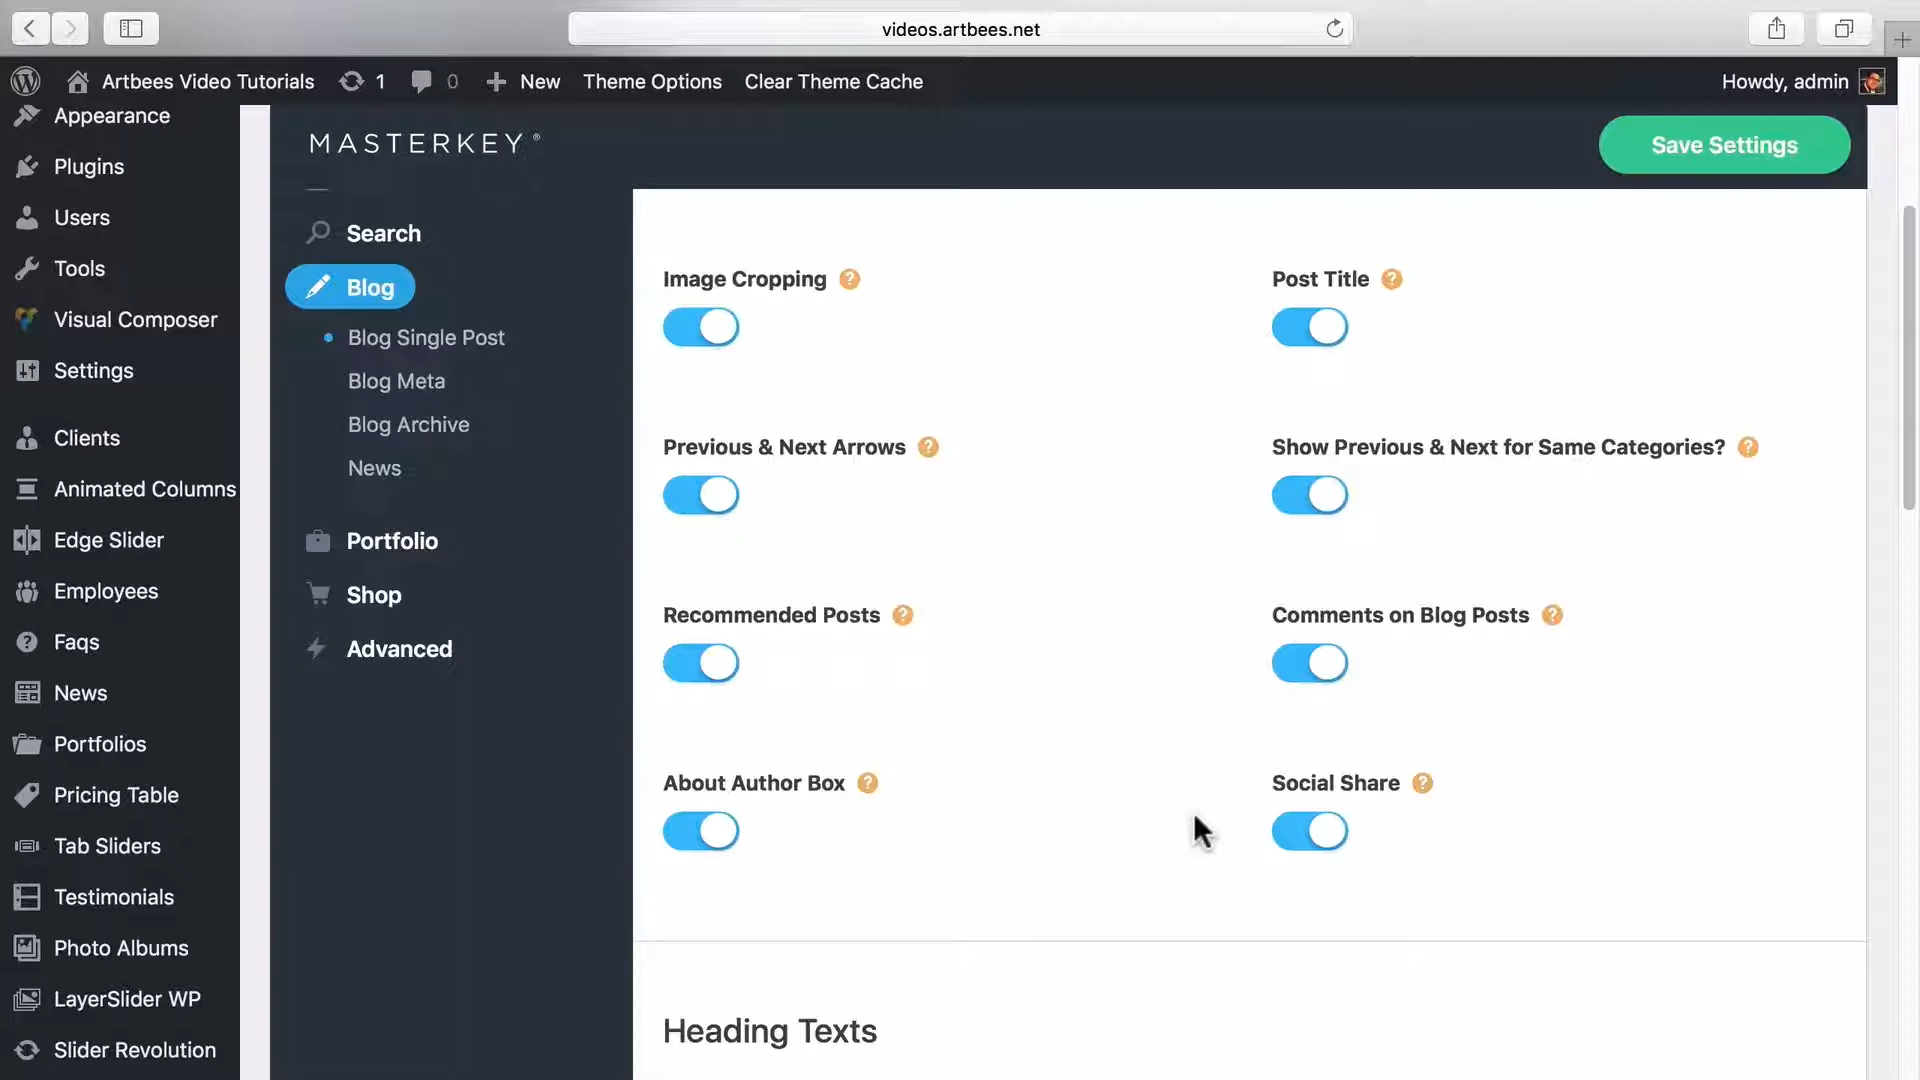 videos.artbees.net
Artbees Video Tutorials 1 0 New Theme Options Clear Theme Cache Howdy, admin
Appearance
Plugins
Users
Tools
Visual Composer
Settings
Clients
Animated Columns
Edge Slider
Employees
Faqs
News
Portfolios
Pricing Table
Tab Sliders
Testimonials
Photo Albums
LayerSlider WP
Slider Revolution
MASTERKEY®
Save Settings
Search
Blog
Blog Single Post
Blog Meta
Blog Archive
News
Portfolio
Shop
Advanced
Image Cropping ?
Post Title ?
Previous & Next Arrows ?
Show Previous & Next for Same Categories? ?
Recommended Posts ?
Comments on Blog Posts ?
About Author Box ?
Social Share ?
Heading Texts